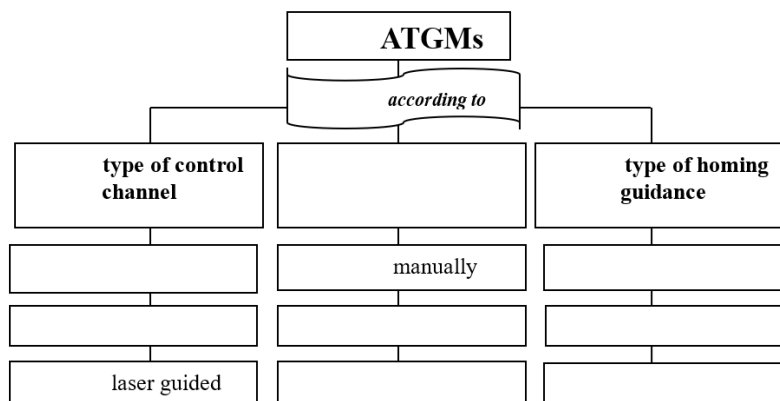 ATGMs
according to
type of control
channel
type of homing
guidance
manually
laser guided